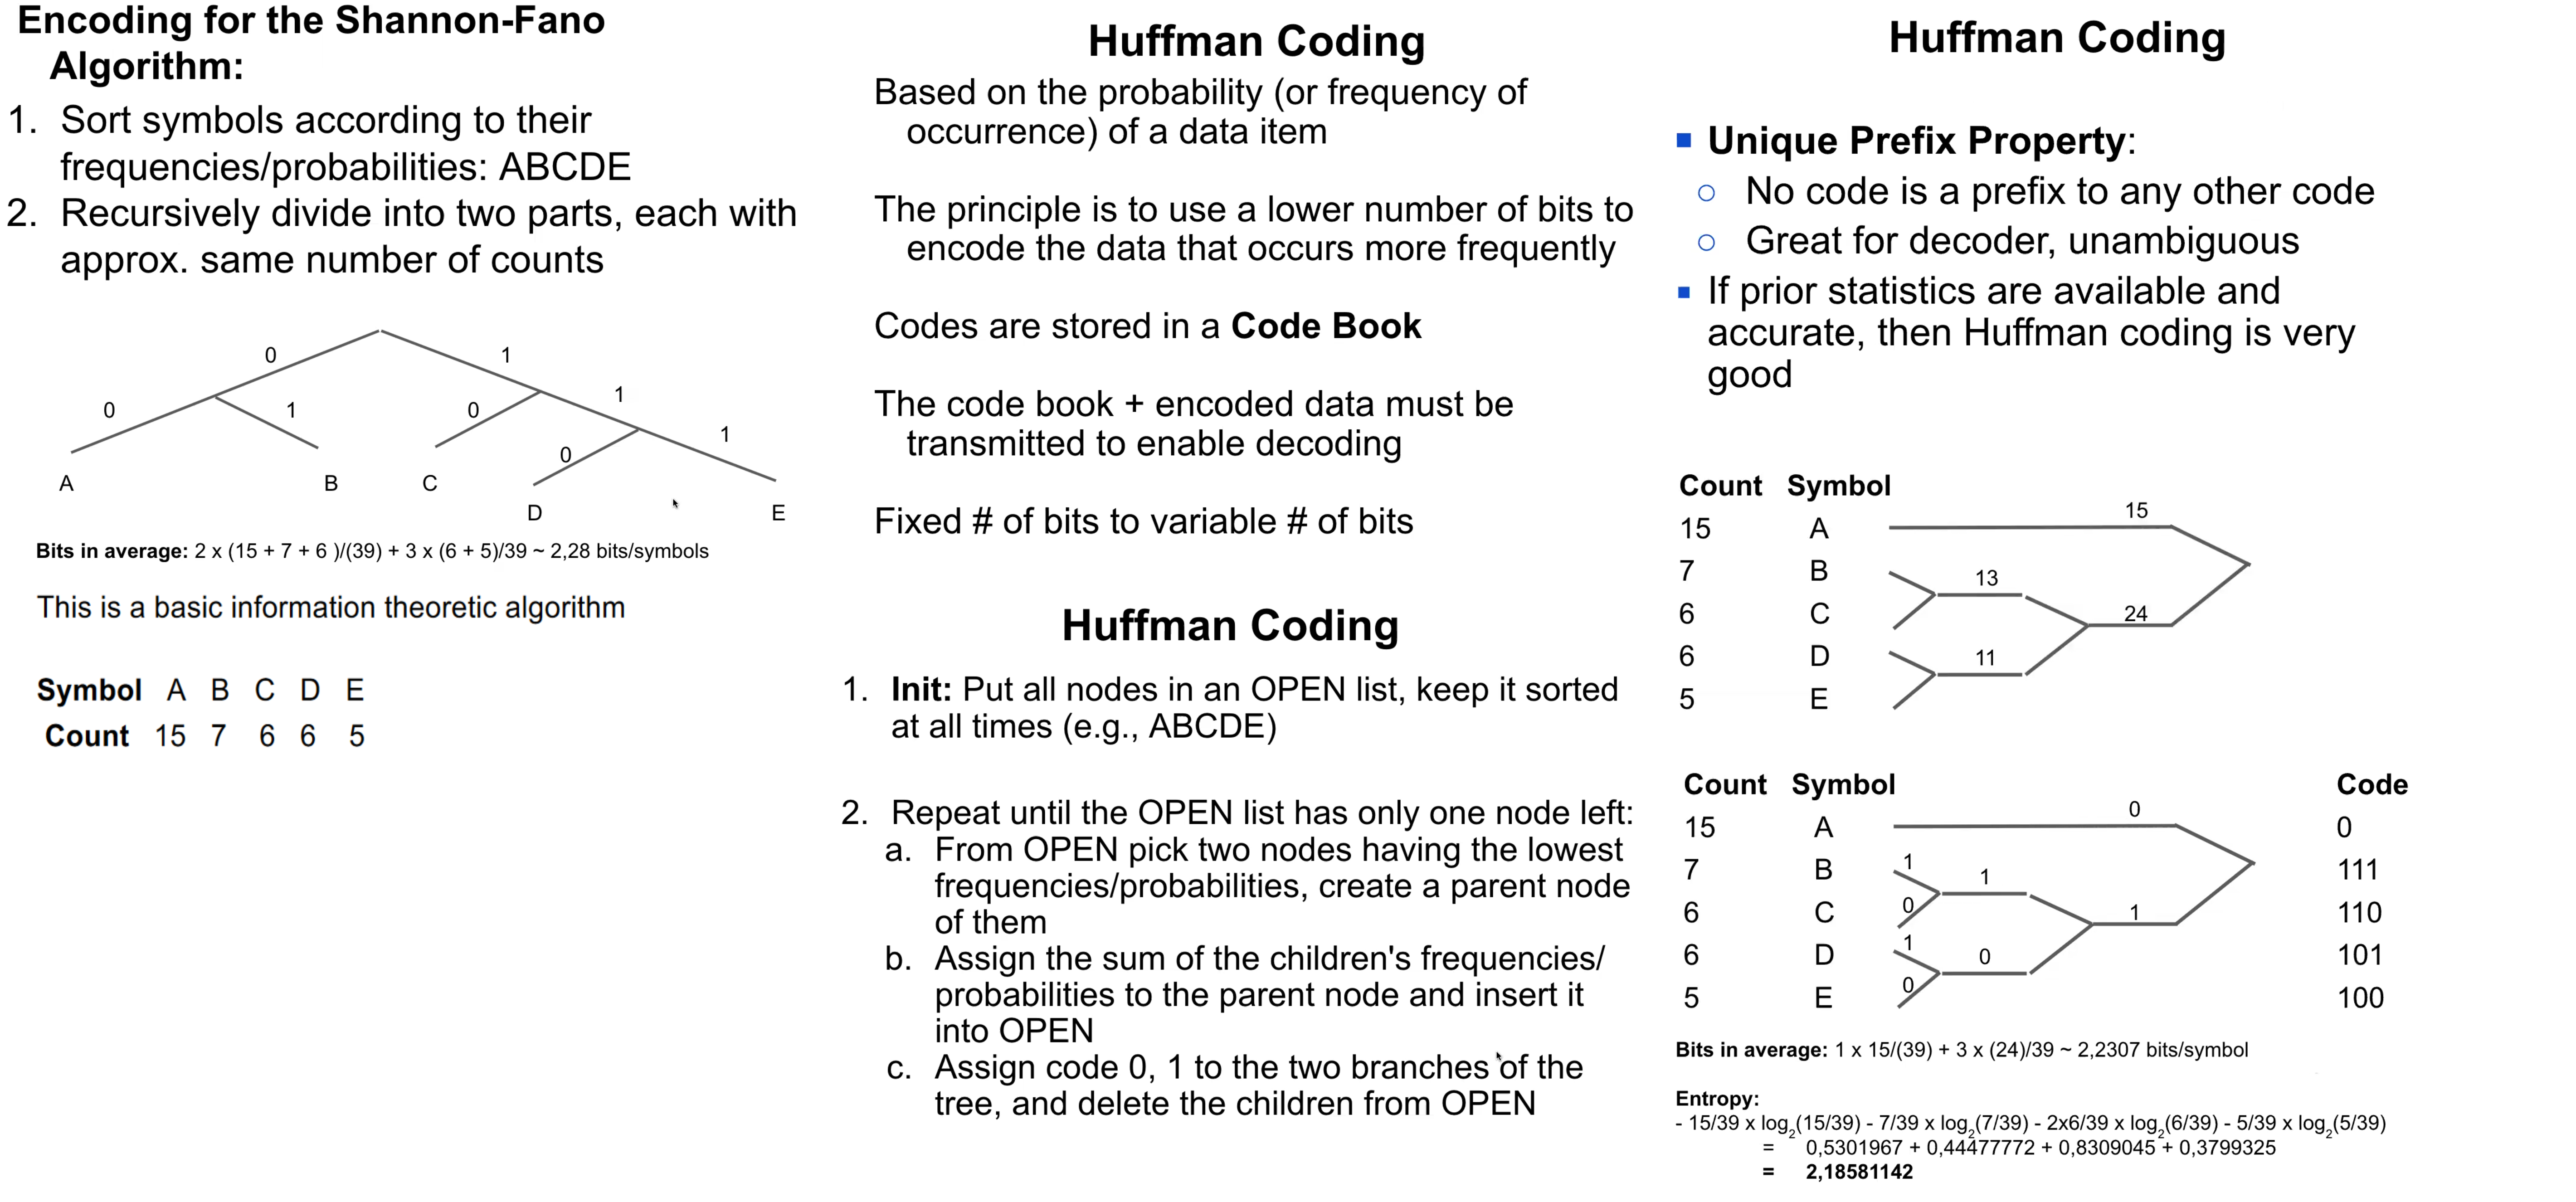 Encoding for the Shannon-Fano
Algorithm:
1. Sort symbols according to their
frequencies/probabilities: ABCDE
2. Recursively divide into two parts, each with
approx. same number of counts
0
1
0
1
0
1
0
1
A
B
C
D
E
Bits in average: 2 x (15 + 7 + 6 )/(39) + 3 x (6 + 5)/39 ~ 2,28 bits/symbols
This is a basic information theoretic algorithm
Symbol A B C D E
Count 15 7 6 6 5
Huffman Coding
Based on the probability (or frequency of
occurrence) of a data item
The principle is to use a lower number of bits to
encode the data that occurs more frequently
Codes are stored in a Code Book
The code book + encoded data must be
transmitted to enable decoding
Fixed # of bits to variable # of bits
Huffman Coding
1. Init: Put all nodes in an OPEN list, keep it sorted
at all times (e.g., ABCDE)
2. Repeat until the OPEN list has only one node left:
a. From OPEN pick two nodes having the lowest
frequencies/probabilities, create a parent node
of them
b. Assign the sum of the children's frequencies/
probabilities to the parent node and insert it
into OPEN
c. Assign code 0, 1 to the two branches of the
tree, and delete the children from OPEN
Huffman Coding
Unique Prefix Property:
No code is a prefix to any other code
Great for decoder, unambiguous
If prior statistics are available and
accurate, then Huffman coding is very
good
Count Symbol
15 A 15
7 B
13
6 C 24
6 D 11
5 E
Count Symbol Code
0
15 A 0
7 B 1 111
1
6 C 0 1 110
1
6 D 0 101
0
5 E 100
Bits in average: 1 x 15/(39) + 3 x (24)/39 ~ 2,2307 bits/symbol
Entropy:
- 15/39 x log2(15/39) - 7/39 x log2(7/39) - 2x6/39 x log2(6/39) - 5/39 x log2(5/39)
= 0,5301967 + 0,44477772 + 0,8309045 + 0,3799325
= 2,18581142